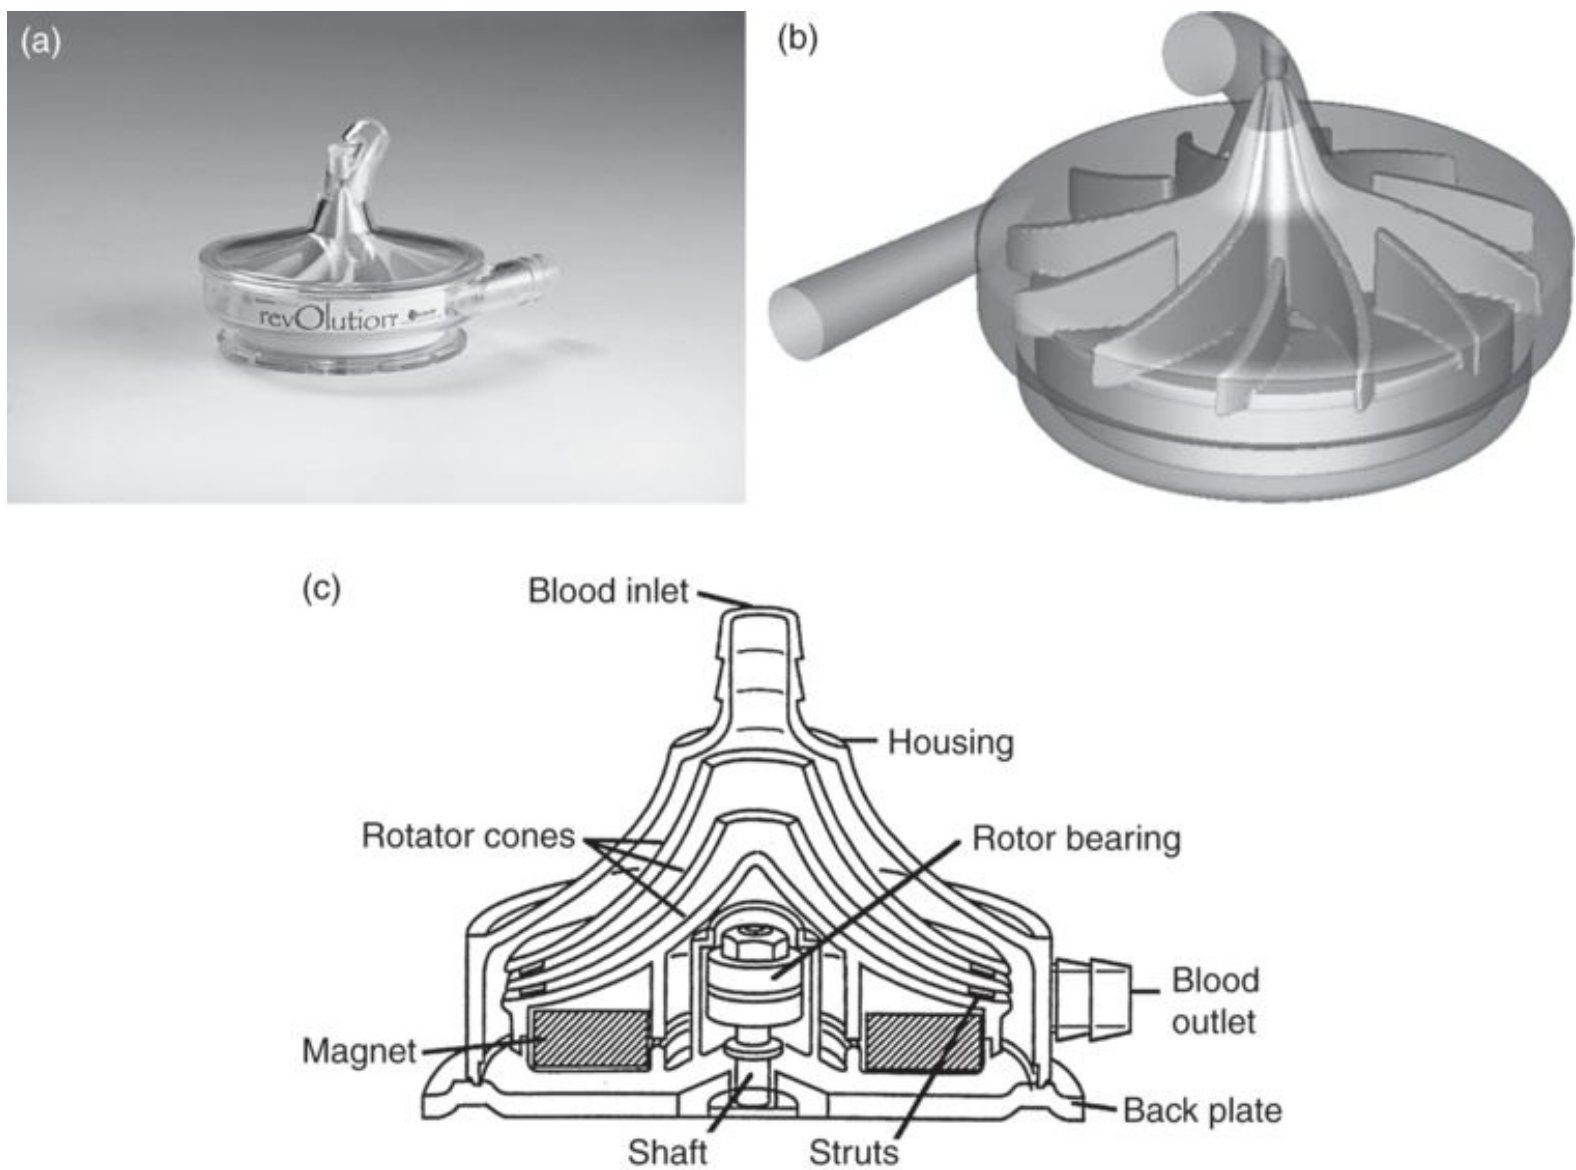 (a)
revOlution
(b)
(c)
Blood inlet
Housing
Rotator cones
Rotor bearing
Blood
outlet
Magnet
Back plate
Shaft
Struts